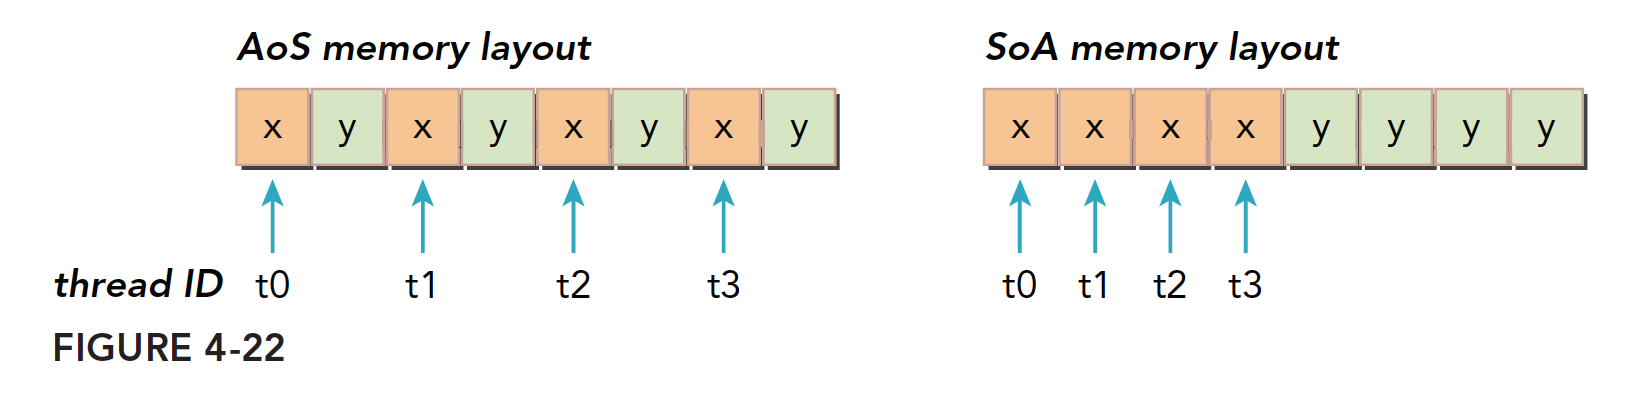 AoS memory layout
SoA memory layout
x y x y x y x y
x x x x y y y y
thread ID t0 t1 t2 t3
t0 t1 t2 t3
FIGURE 4-22